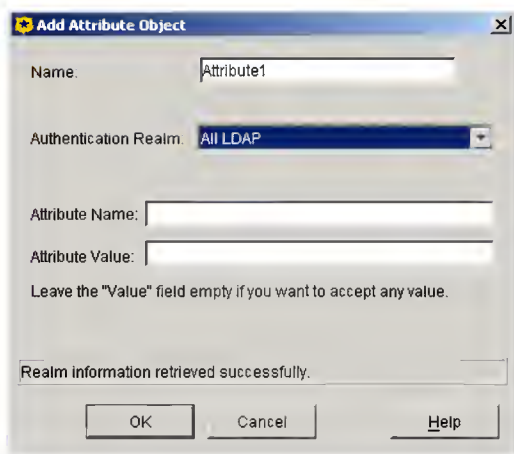 Add Attribute Object
Name: Attribute1
Authentication Realm: All LDAP
Attribute Name:
Attribute Value:
Leave the "Value" field empty if you want to accept any value.
Realm information retrieved successfully.
OK Cancel Help